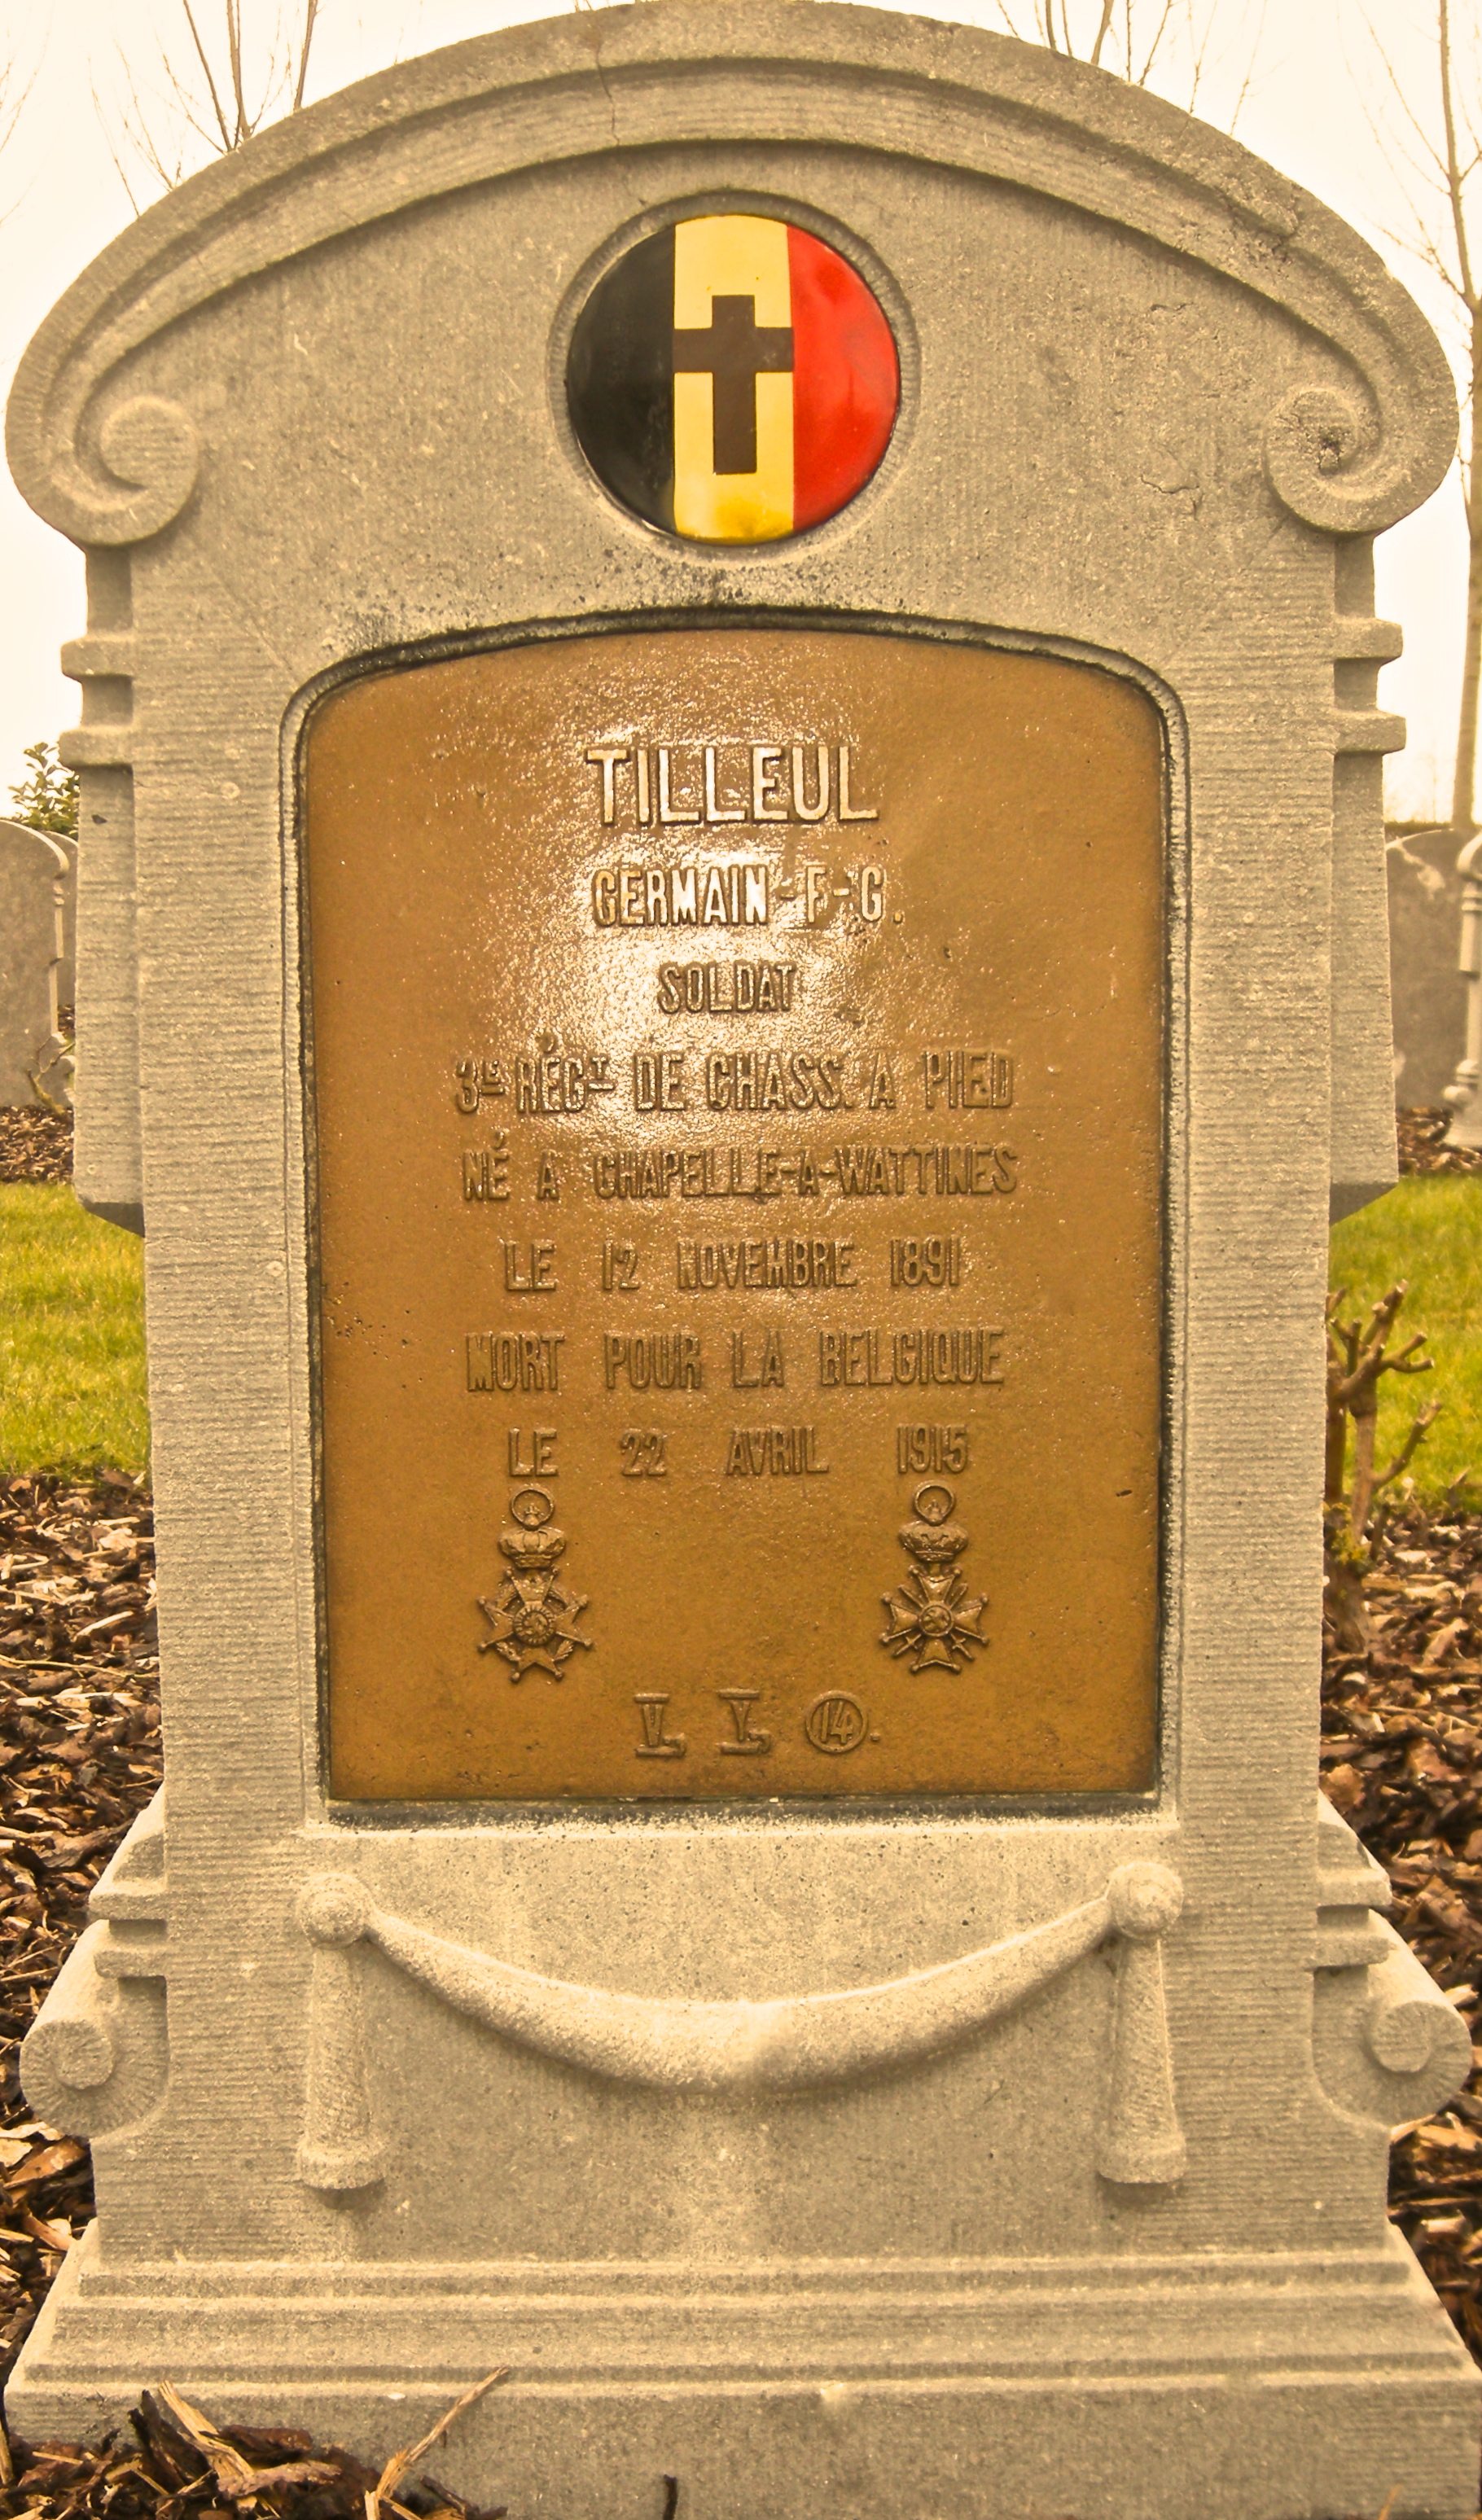 TILLEUL
GERMAIN-F-G.
SOLDAT
3E RÉGT DE CHASS. A PIED
NÉ A CHAPELLE-A-WATTINES
LE 12 NOVEMBRE 1891
MORT POUR LA BELGIQUE
LE 22 AVRIL 1915
14.